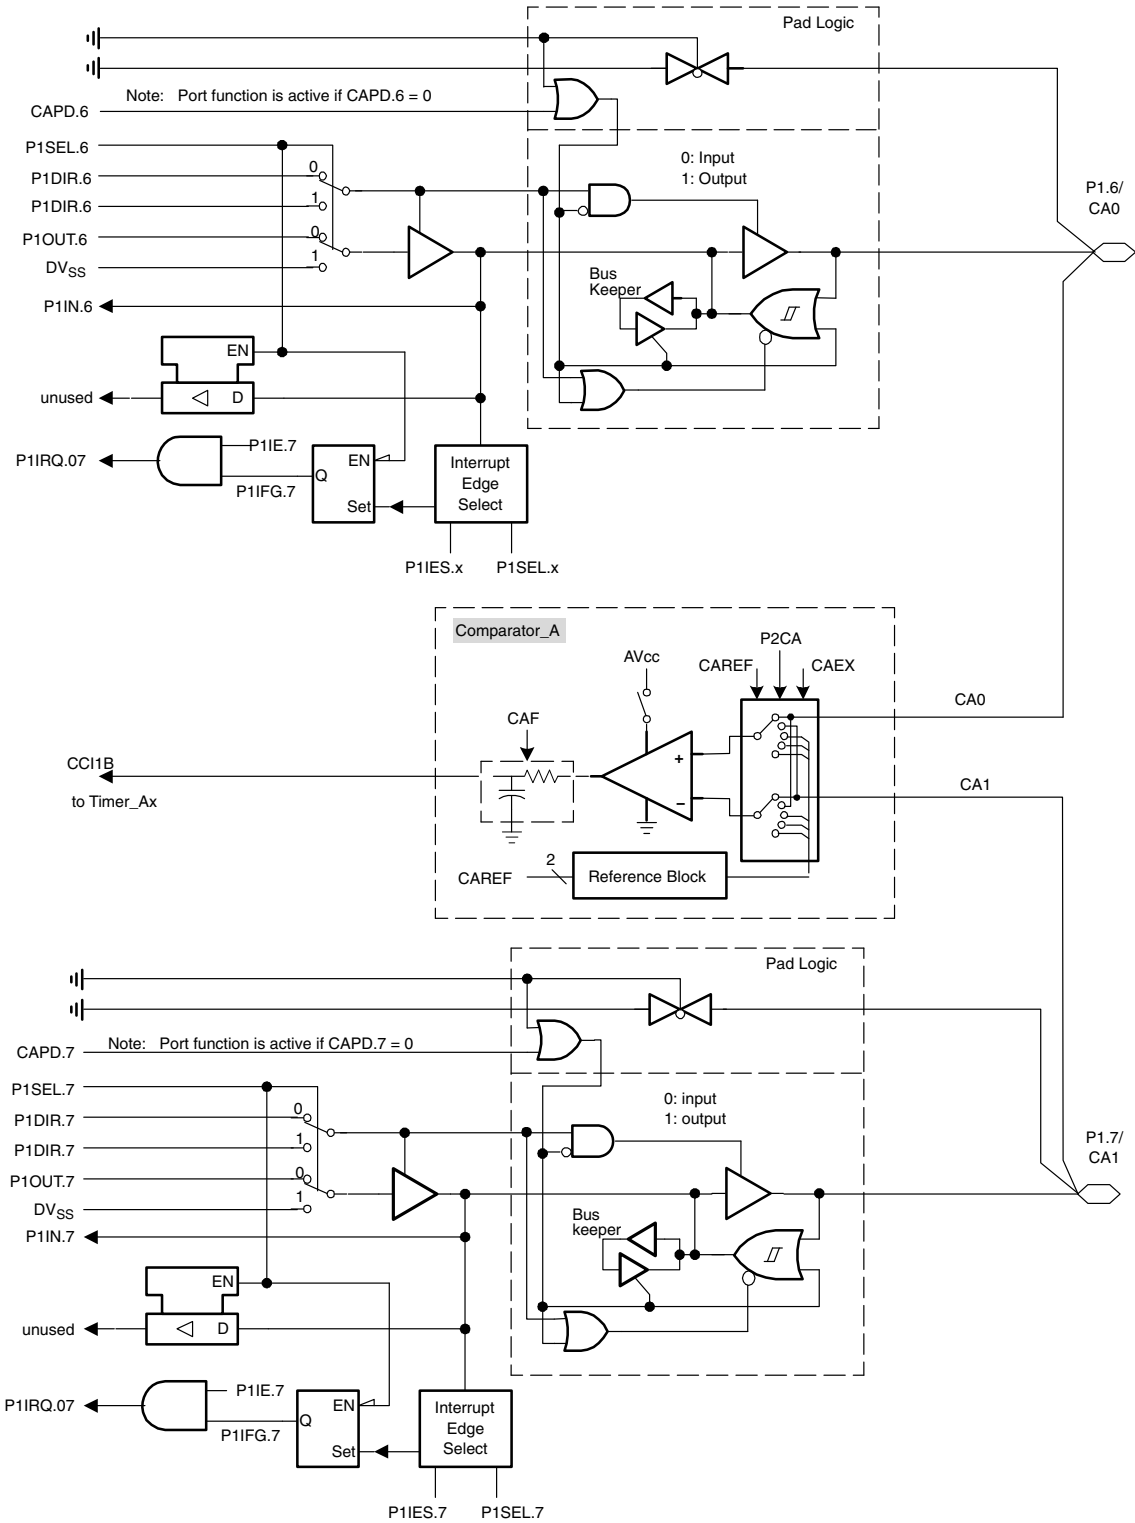 Pad Logic
Note: Port function is active if CAPD.6 = 0
CAPD.6
P1SEL.6
0: Input
1: Output
0
P1DIR.6
1
P1DIR.6
P1.6/
CA0
0
P1OUT.6
1
DVSS
Bus
Keeper
P1IN.6
EN
unused
D
P1IE.7
P1IRQ.07
EN
Q
P1IFG.7
Set
Interrupt
Edge
Select
P1IES.x
P1SEL.x
Comparator_A
P2CA
AVcc
CAREF
CAEX
CA0
CAF
+
CCI1B
to Timer_Ax
CA1
−
2
CAREF
Reference Block
Pad Logic
Note: Port function is active if CAPD.7 = 0
CAPD.7
P1SEL.7
0: input
1: output
0
P1DIR.7
1
P1DIR.7
P1.7/
CA1
0
P1OUT.7
1
DVSS
Bus
keeper
P1IN.7
EN
unused
D
P1IE.7
P1IRQ.07
EN
Q
P1IFG.7
Set
Interrupt
Edge
Select
P1IES.7
P1SEL.7